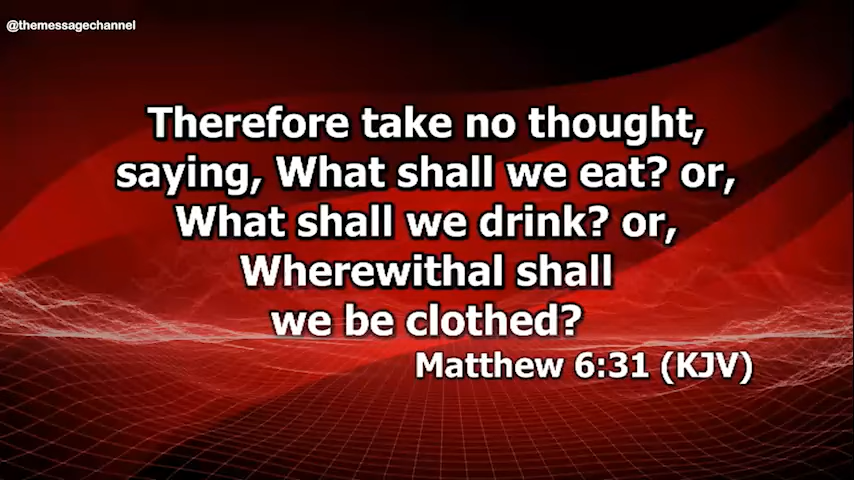 @themessagechannel
Therefore take no thought,
saying, What shall we eat? or,
What shall we drink? or,
Wherewithal shall
we be clothed?
Matthew 6:31 (KJV)